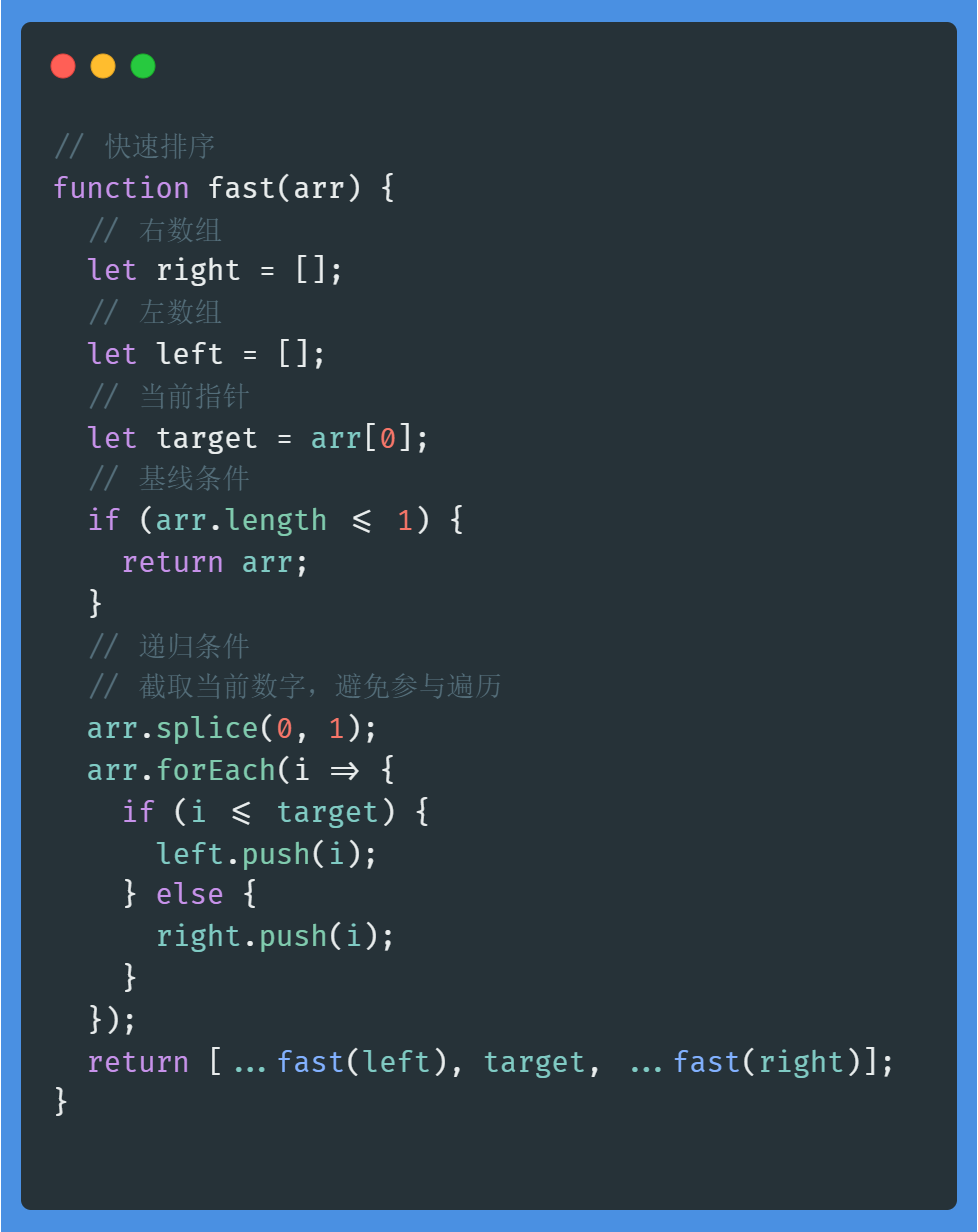 // 快速排序
function fast(arr) {
  // 右数组
  let right = [];
  // 左数组
  let left = [];
  // 当前指针
  let target = arr[0];
  // 基线条件
  if (arr.length <= 1) {
    return arr;
  }
  // 递归条件
  // 截取当前数字，避免参与遍历
  arr.splice(0, 1);
  arr.forEach(i => {
    if (i <= target) {
      left.push(i);
    } else {
      right.push(i);
    }
  });
  return [...fast(left), target, ...fast(right)];
}